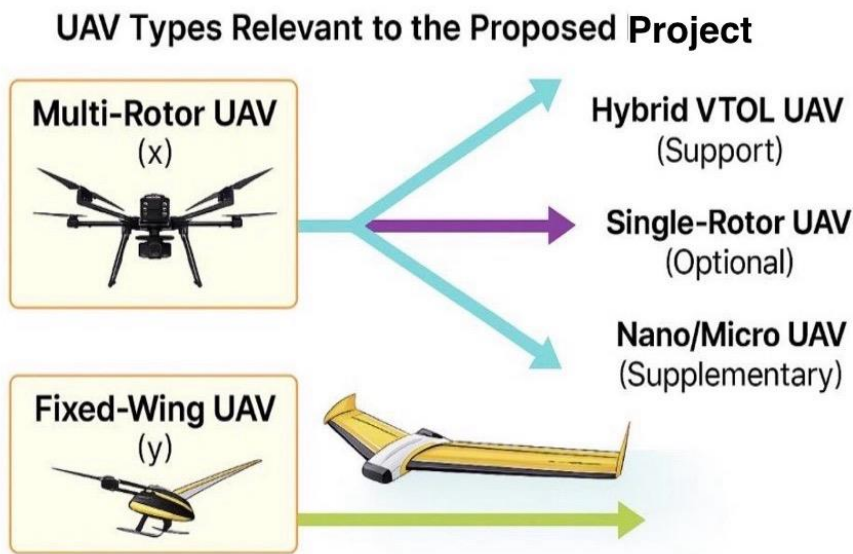 UAV Types Relevant to the Proposed Project
Multi-Rotor UAV
(x)
Hybrid VTOL UAV
(Support)
Single-Rotor UAV
(Optional)
Nano/Micro UAV
(Supplementary)
Fixed-Wing UAV
(y)